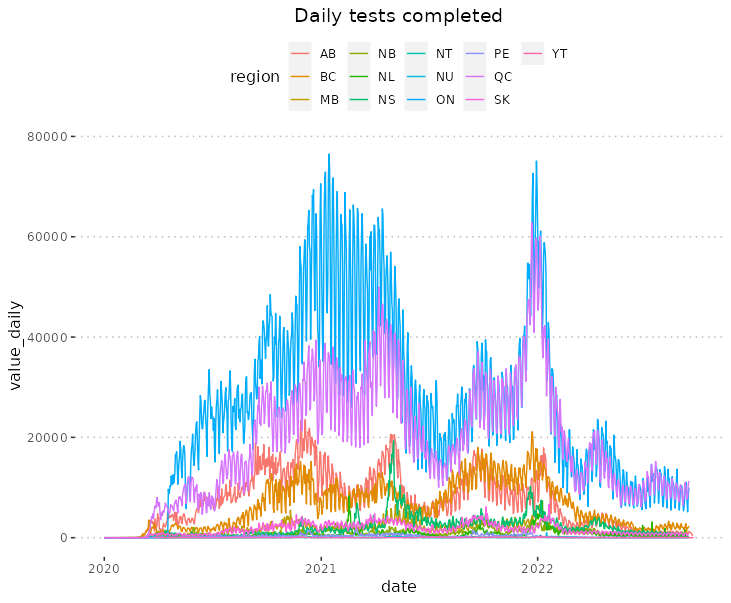 Daily tests completed
region
AB NB NT PE YT
BC NL NU QC
MB NS ON SK
80000
60000
40000
20000
0
value_daily
2020 2021 2022
date